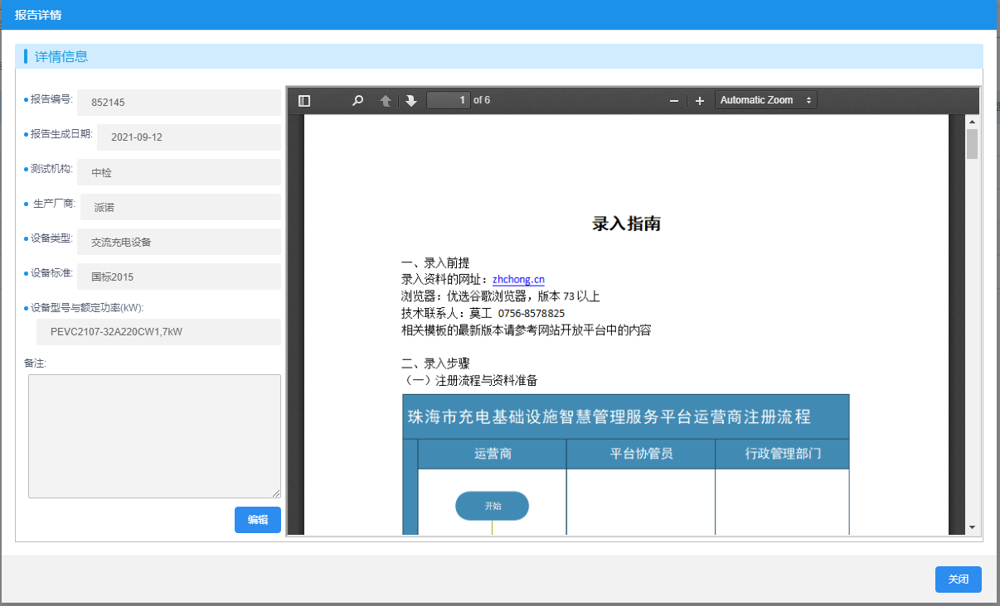 报告详情
详情信息
报告编号: 852145
报告生成日期: 2021-09-12
测试机构: 中检
生产厂商: 派诺
设备类型: 交流充电设备
设备标准: 国标2015
设备型号与额定功率(kW):
PEVC2107-32A220CW1,7kW
备注:
编辑
1 of 6
Automatic Zoom
录入指南
一、录入前提
录入资料的网址：zhchong.cn
浏览器：优选谷歌浏览器，版本 73 以上
技术联系人：莫工 0756-8578825
相关模板的最新版本请参考网站开放平台中的内容
二、录入步骤
（一）注册流程与资料准备
珠海市充电基础设施智慧管理服务平台运营商注册流程
运营商 平台协管员 行政管理部门
开始
关闭